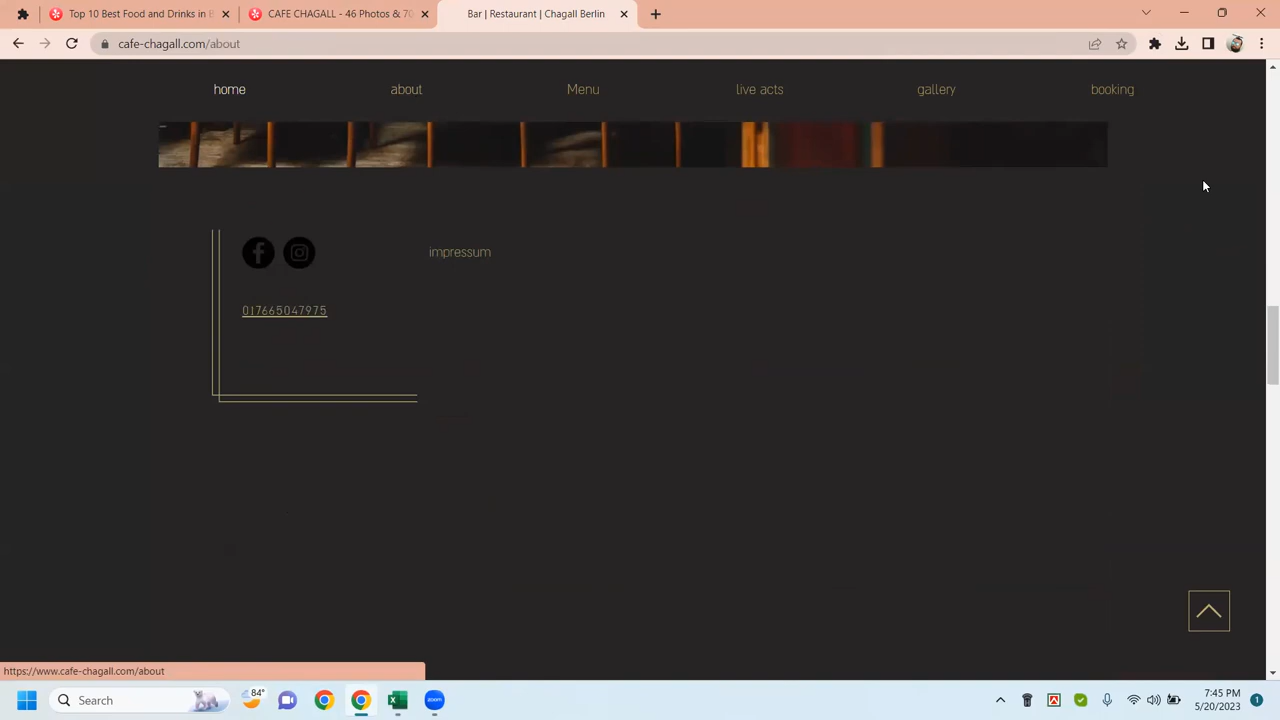 Top 10 Best Food and Drinks in B
CAFE CHAGALL - 46 Photos & 70
Bar | Restaurant | Chagall Berlin
cafe-chagall.com/about
home about Menu live acts gallery booking
impressum
017665047975
https://www.cafe-chagall.com/about
Search
84°
zoom
7:45 PM
5/20/2023
1